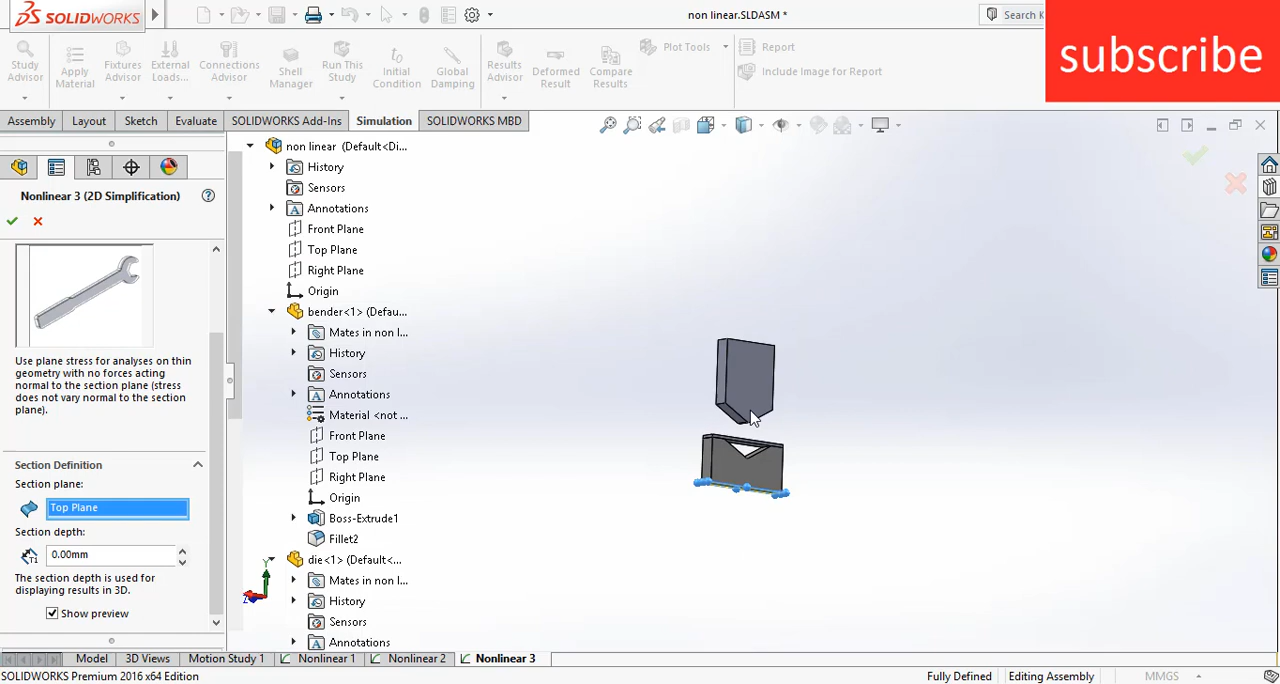 SOLIDWORKS
non linear.SLDASM *
Search K
subscribe
Study Advisor
Apply Material
Fixtures Advisor
External Loads...
Connections Advisor
Shell Manager
Run This Study
Initial Condition
Global Damping
Results Advisor
Deformed Result
Compare Results
Plot Tools
Report
Include Image for Report
Assembly
Layout
Sketch
Evaluate
SOLIDWORKS Add-Ins
Simulation
SOLIDWORKS MBD
Nonlinear 3 (2D Simplification)
Use plane stress for analyses on thin
geometry with no forces acting
normal to the section plane (stress
does not vary normal to the section
plane).
Section Definition
Section plane:
Top Plane
Section depth:
0.00mm
The section depth is used for
displaying results in 3D.
Show preview
non linear (Default<Di...
History
Sensors
Annotations
Front Plane
Top Plane
Right Plane
Origin
bender<1> (Defau...
Mates in non l...
History
Sensors
Annotations
Material <not ...
Front Plane
Top Plane
Right Plane
Origin
Boss-Extrude1
Fillet2
die<1> (Default<...
Mates in non l...
History
Sensors
Annotations
Y
Z
Model
3D Views
Motion Study 1
Nonlinear 1
Nonlinear 2
Nonlinear 3
SOLIDWORKS Premium 2016 x64 Edition
Fully Defined
Editing Assembly
MMGS